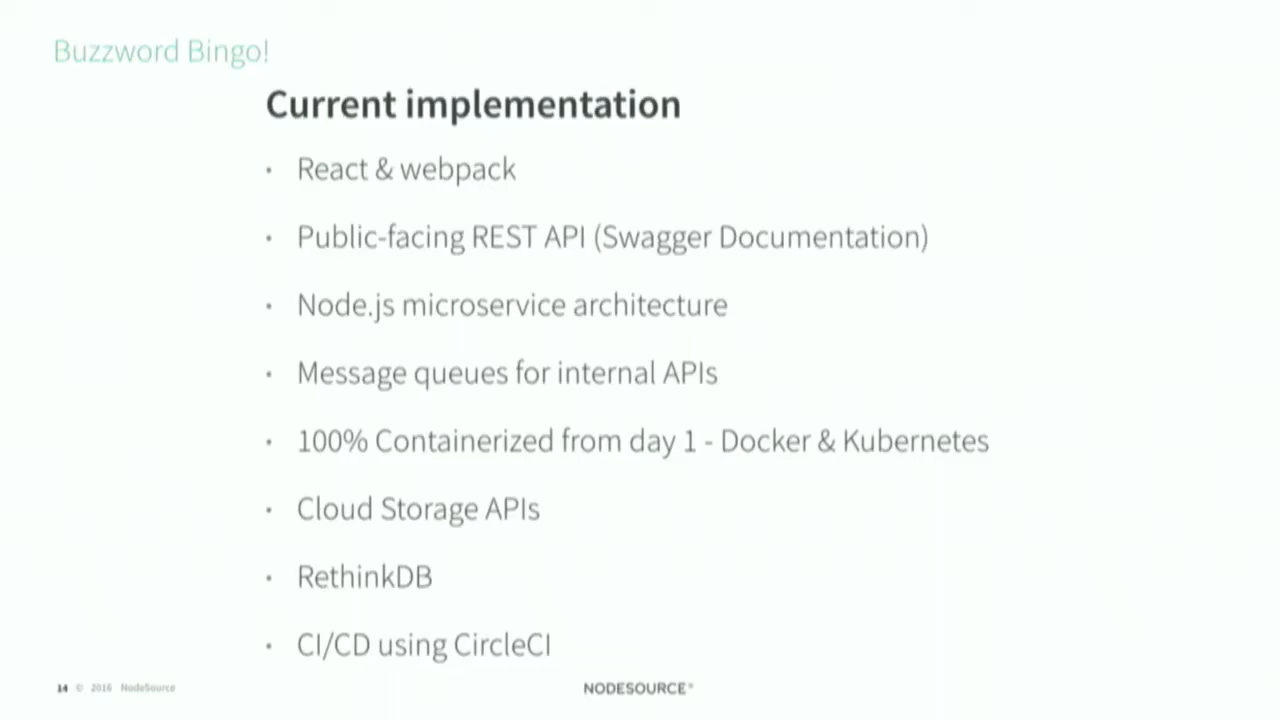 Buzzword Bingo!
Current implementation
• React & webpack
• Public-facing REST API (Swagger Documentation)
• Node.js microservice architecture
• Message queues for internal APIs
• 100% Containerized from day 1 - Docker & Kubernetes
• Cloud Storage APIs
• RethinkDB
• CI/CD using CircleCI
14 © 2016 NodeSource
NODESOURCE®